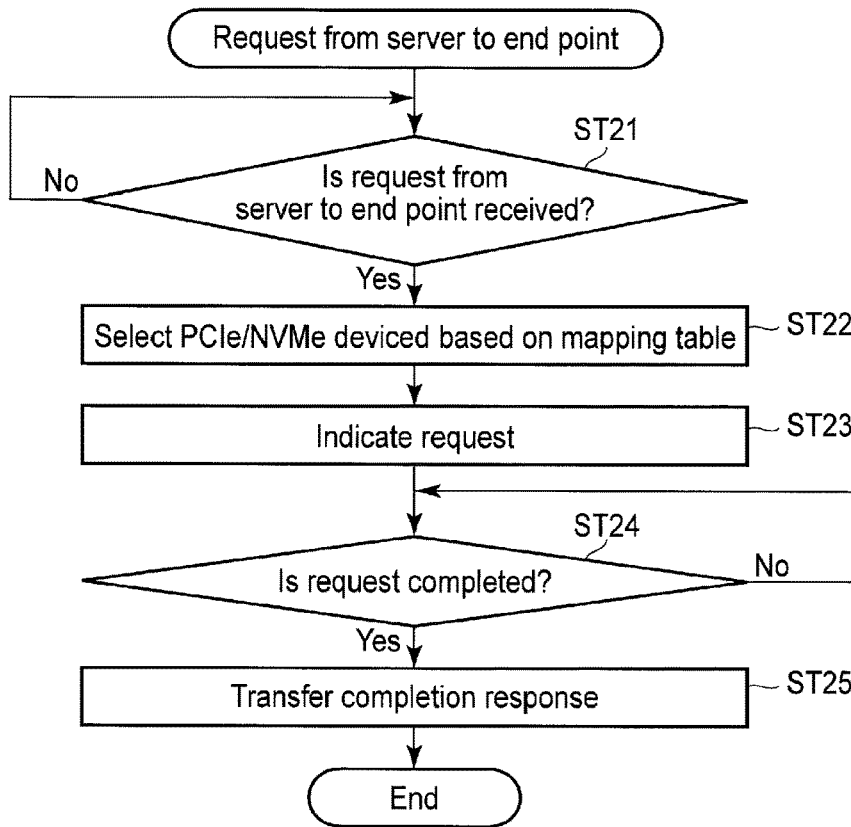 Request from server to end point
ST21
Is request from
server to end point received?
No
Yes
Select PCIe/NVMe deviced based on mapping table
ST22
Indicate request
ST23
ST24
Is request completed?
No
Yes
Transfer completion response
ST25
End